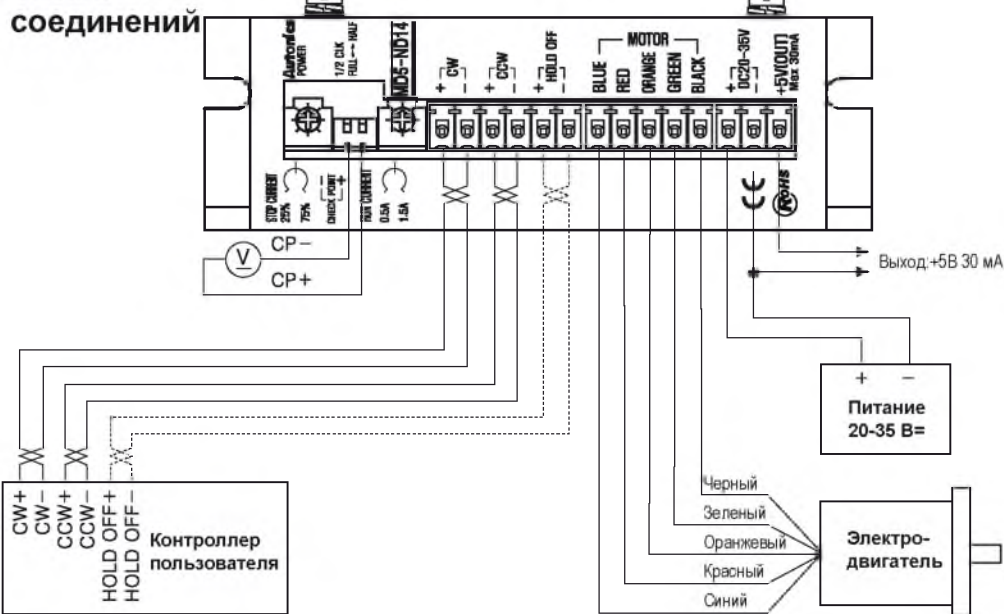 соединений
Autonics
POWER
1/2 CLK
FULL ←→ HALF
MD5-ND14
+ CW -
+ CCW -
+ HOLD OFF -
MOTOR
BLUE
RED
ORANGE
GREEN
BLACK
+ DC20-35V -
+5V(OUT)
Max 30mA
STOP CURRENT
25%
75%
CHECK POINT
- +
RUN CURRENT
0.5A
1.5A
CE
RoHS
V
CP-
CP+
Выход:+5В 30 мА
+ -
Питание
20-35 В=
CW+
CW-
CCW+
CCW-
HOLD OFF+
HOLD OFF-
Контроллер
пользователя
Черный
Зеленый
Оранжевый
Красный
Синий
Электро-
двигатель